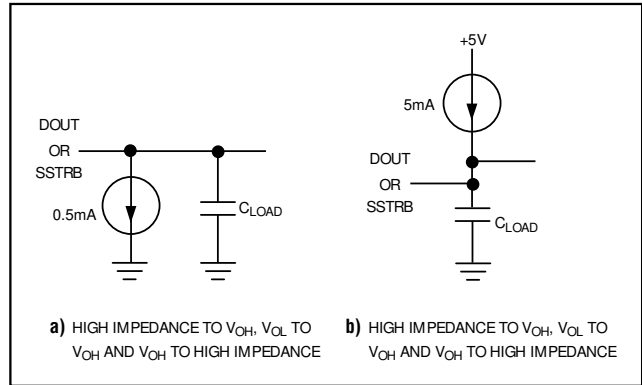 +5V
5mA
DOUT
OR
SSTRB
0.5mA
CLOAD
DOUT
OR
SSTRB
CLOAD
a) HIGH IMPEDANCE TO VOH, VOL TO
VOH AND VOH TO HIGH IMPEDANCE
b) HIGH IMPEDANCE TO VOH, VOL TO
VOH AND VOH TO HIGH IMPEDANCE